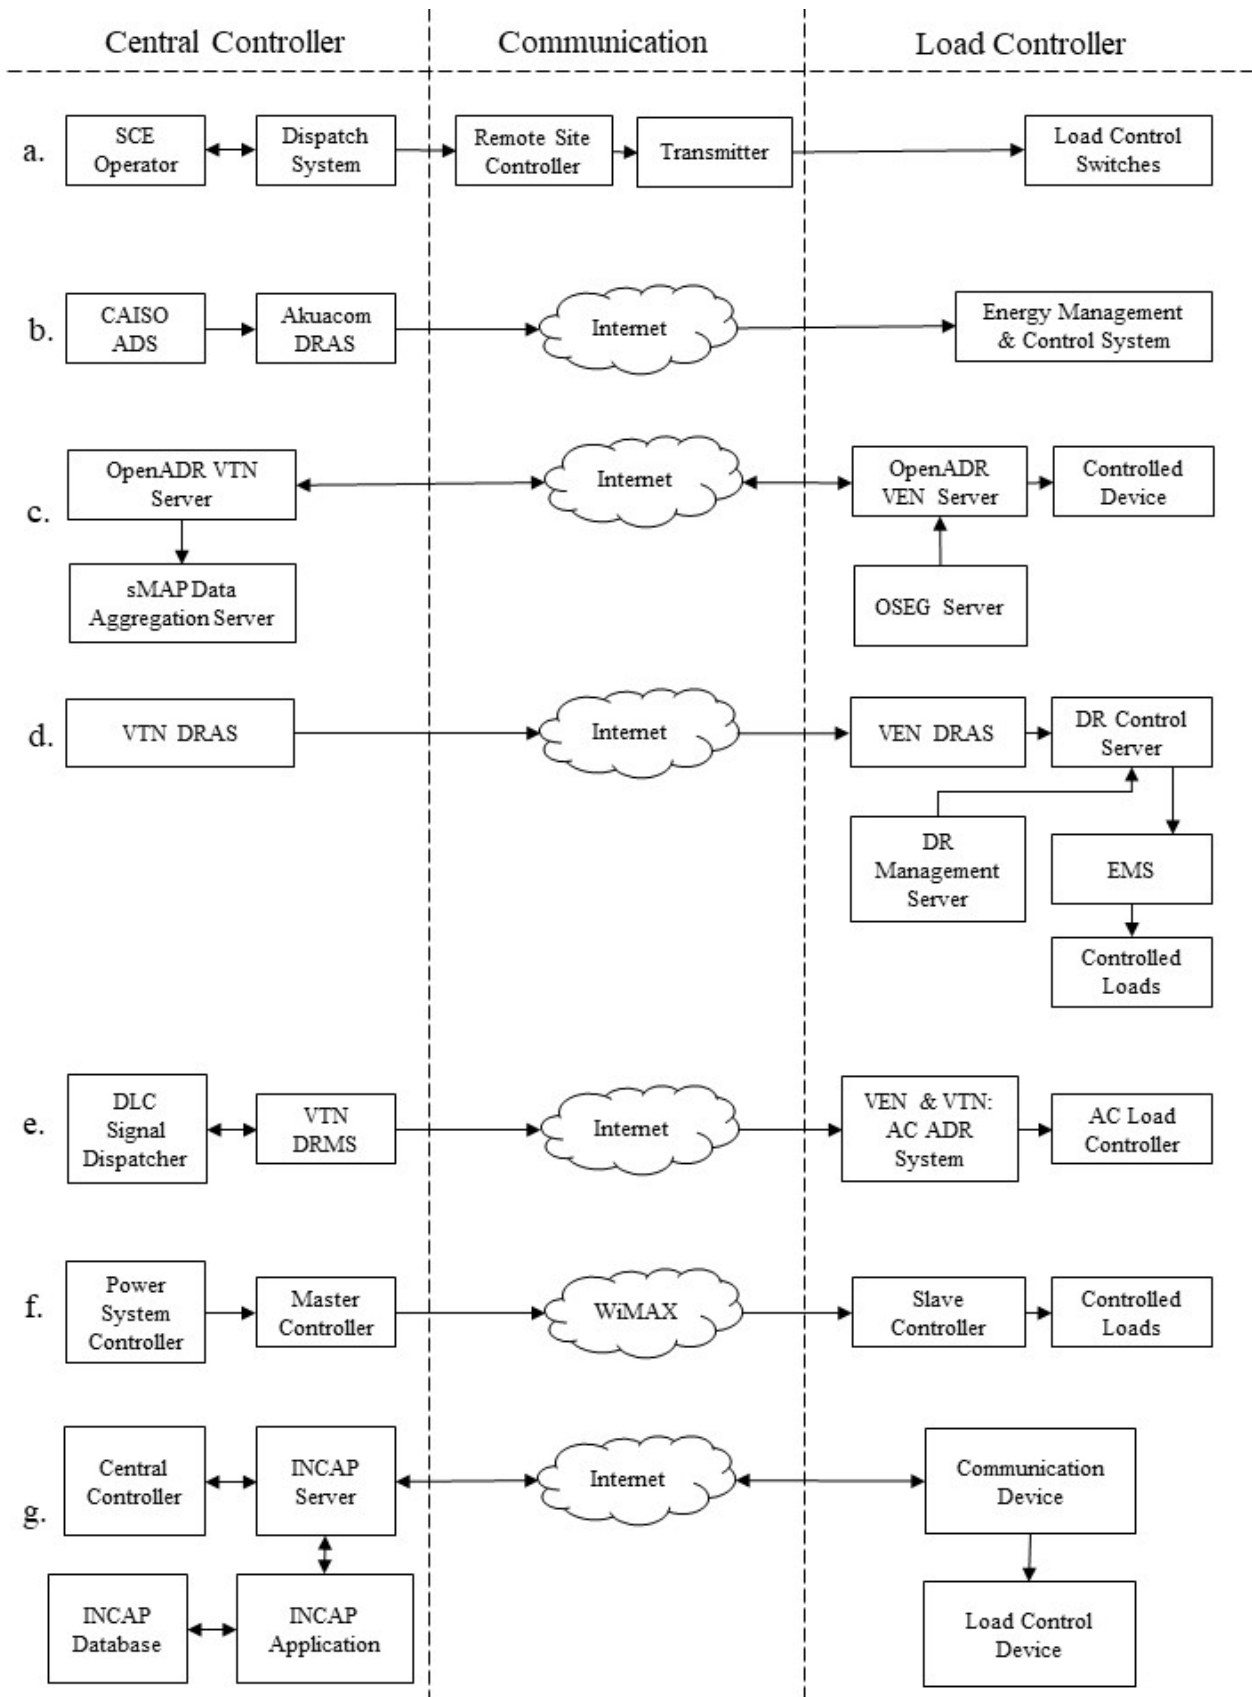 Central Controller
Communication
Load Controller
a.
SCE
Operator
Dispatch
System
Remote Site
Controller
Transmitter
Load Control
Switches
b.
CAISO
ADS
Akuacom
DRAS
Internet
Energy Management
& Control System
c.
OpenADR VTN
Server
Internet
OpenADR
VEN Server
Controlled
Device
sMAP Data
Aggregation Server
OSEG Server
d.
VTN DRAS
Internet
VEN DRAS
DR Control
Server
DR
Management
Server
EMS
Controlled
Loads
e.
DLC
Signal
Dispatcher
VTN
DRMS
Internet
VEN & VTN:
AC ADR
System
AC Load
Controller
f.
Power
System
Controller
Master
Controller
WiMAX
Slave
Controller
Controlled
Loads
g.
Central
Controller
INCAP
Server
Internet
Communication
Device
INCAP
Database
INCAP
Application
Load Control
Device